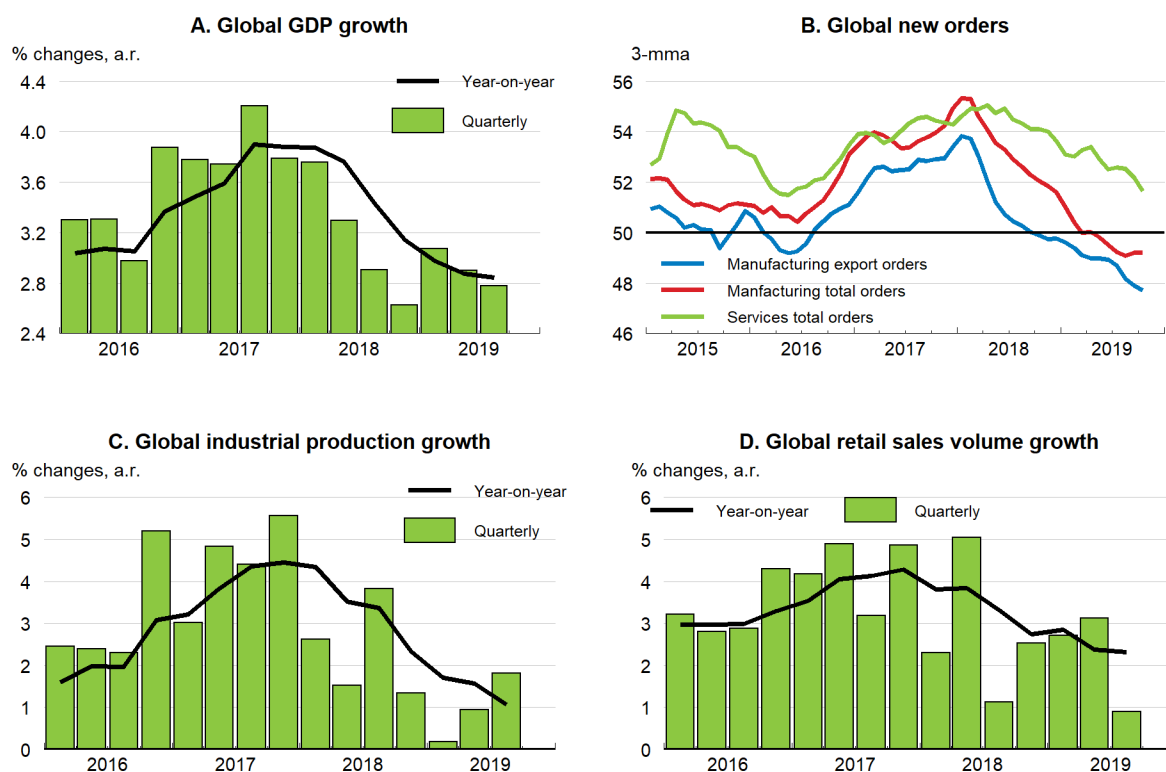 A. Global GDP growth
% changes, a.r.
Year-on-year
Quarterly
4.4
4.0
3.6
3.2
2.8
2.4
2016 2017 2018 2019
B. Global new orders
3-mma
56
54
52
50
48
46
Manufacturing export orders
Manfacturing total orders
Services total orders
2015 2016 2017 2018 2019
C. Global industrial production growth
% changes, a.r.
Year-on-year
Quarterly
6
5
4
3
2
1
0
2016 2017 2018 2019
D. Global retail sales volume growth
% changes, a.r.
Year-on-year Quarterly
6
5
4
3
2
1
0
2016 2017 2018 2019